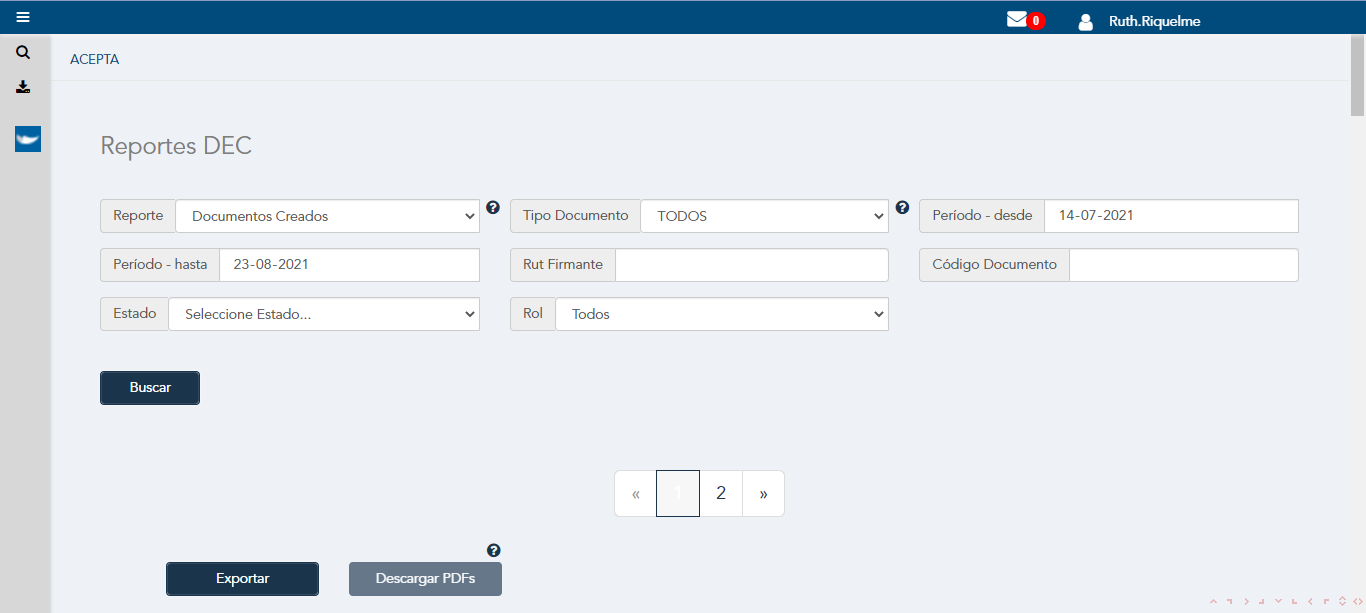 0 Ruth.Riquelme
ACEPTA
Reportes DEC
Reporte Documentos Creados Tipo Documento TODOS Período - desde 14-07-2021
Período - hasta 23-08-2021 Rut Firmante Código Documento
Estado Seleccione Estado... Rol Todos
Buscar
« 1 2 »
Exportar Descargar PDFs